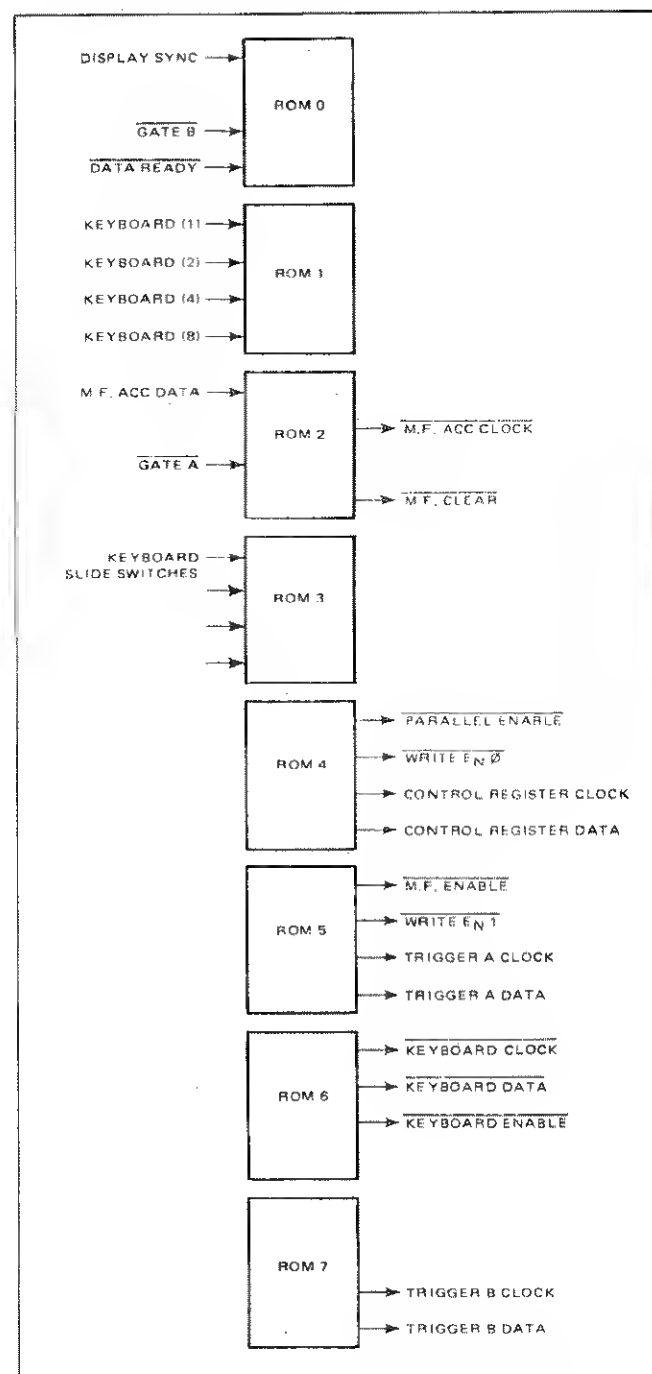 DISPLAY SYNC
ROM 0
GATE B
DATA READY
KEYBOARD (1)
KEYBOARD (2)
ROM 1
KEYBOARD (4)
KEYBOARD (8)
M.F. ACC DATA
ROM 2
M.F. ACC CLOCK
GATE A
M.F. CLEAR
KEYBOARD
SLIDE SWITCHES
ROM 3
PARALLEL ENABLE
WRITE EN Ø
ROM 4
CONTROL REGISTER CLOCK
CONTROL REGISTER DATA
M.F. ENABLE
WRITE EN 1
ROM 5
TRIGGER A CLOCK
TRIGGER A DATA
KEYBOARD CLOCK
KEYBOARD DATA
ROM 6
KEYBOARD ENABLE
ROM 7
TRIGGER B CLOCK
TRIGGER B DATA